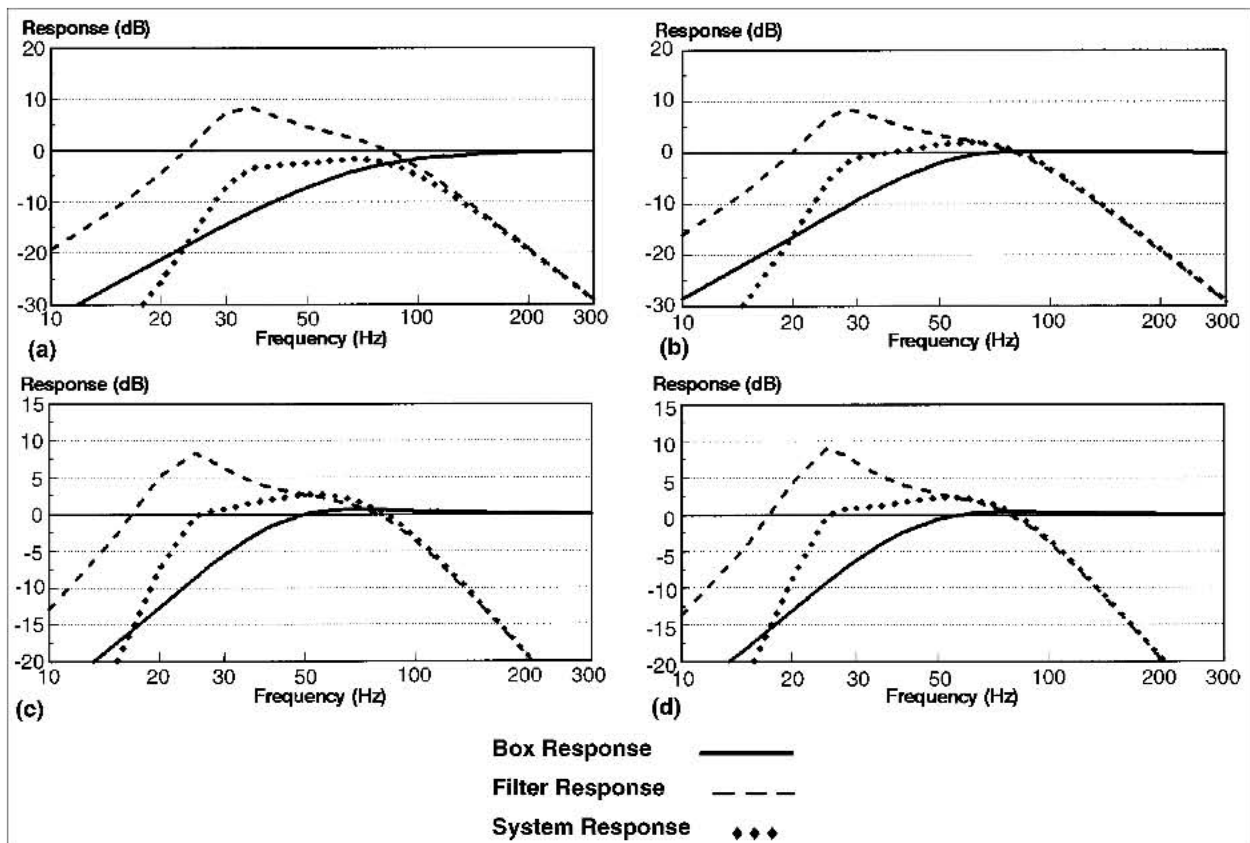 Response (dB)
20
10
0
-10
-20
-30
10 20 30 50 100 200 300
Frequency (Hz)
(a)
Response (dB)
20
10
0
-10
-20
-30
10 20 30 50 100 200 300
Frequency (Hz)
(b)
Response (dB)
15
10
5
0
-5
-10
-15
-20
10 20 30 50 100 200 300
Frequency (Hz)
(c)
Response (dB)
15
10
5
0
-5
-10
-15
-20
10 20 30 50 100 200 300
Frequency (Hz)
(d)
Box Response
Filter Response
System Response